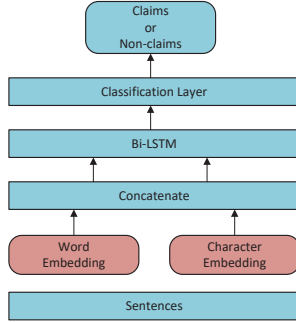 Claims
or
Non-claims
Classification Layer
Bi-LSTM
Concatenate
Word
Embedding
Character
Embedding
Sentences